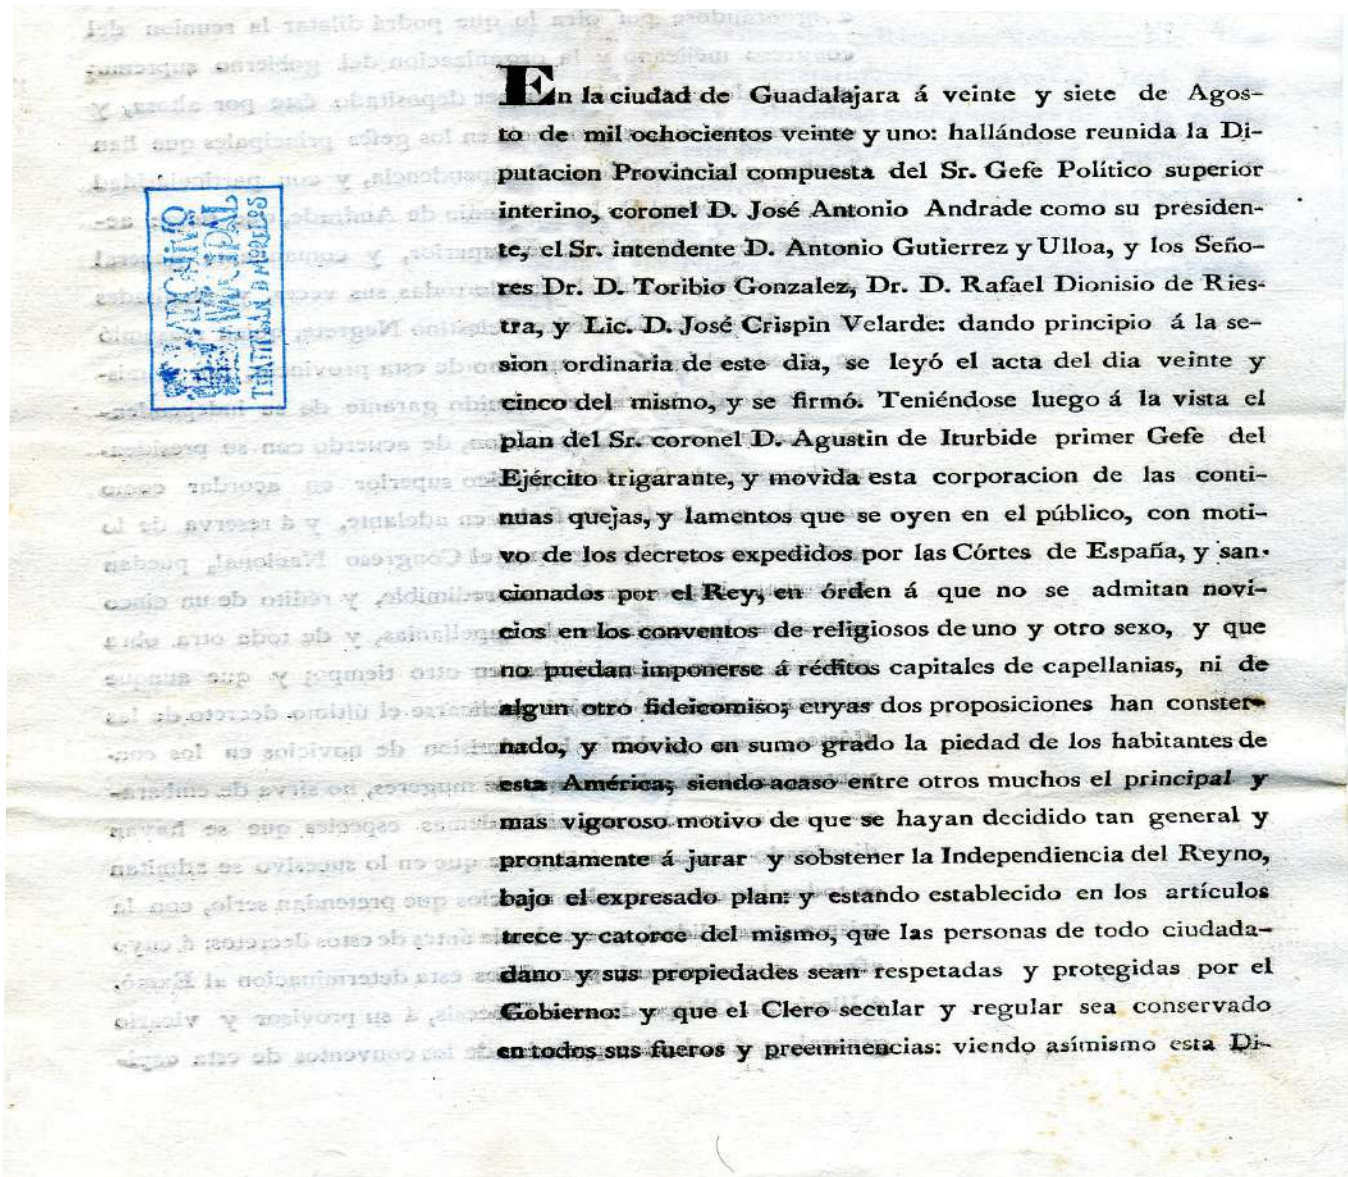 En la ciudad de Guadalajara á veinte y siete de Agos-
to de mil ochocientos veinte y uno: hallándose reunida la Di-
putacion Provincial compuesta del Sr. Gefe Político superior
interino, coronel D. José Antonio Andrade como su presiden-
te, el Sr. intendente D. Antonio Gutierrez y Ulloa, y los Seño-
res Dr. D. Toribio Gonzalez, Dr. D. Rafael Dionisio de Ries-
tra, y Lic. D. José Crispin Velarde: dando principio á la se-
sion ordinaria de este dia, se leyó el acta del dia veinte y
cinco del mismo, y se firmó. Teniéndose luego á la vista el
plan del Sr. coronel D. Agustin de Iturbide primer Gefe del
Ejército trigarante, y movida esta corporacion de las conti-
nuas quejas, y lamentos que se oyen en el público, con moti-
vo de los decretos expedidos por las Córtes de España, y san-
cionados por el Rey, en órden á que no se admitan novi-
cios en los conventos de religiosos de uno y otro sexo, y que
no puedan imponerse á réditos capitales de capellanias, ni de
algun otro fideicomiso; cuyas dos proposiciones han conster-
nado, y movido en sumo grado la piedad de los habitantes de
esta América; siendo acaso entre otros muchos el principal y
mas vigoroso motivo de que se hayan decidido tan general y
prontamente á jurar y sobstener la Independiencia del Reyno,
bajo el expresado plan: y estando establecido en los artículos
trece y catorce del mismo, que las personas de todo ciudada-
dano y sus propiedades sean respetadas y protegidas por el
Gobierno: y que el Clero secular y regular sea conservado
en todos sus fueros y preeminencias: viendo asímismo esta Di-
ARCHIVO
MUNICIPAL